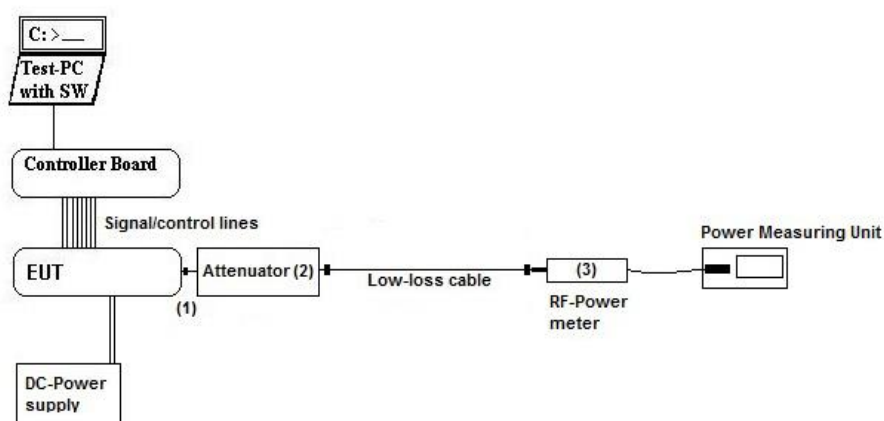 C: >__
Test-PC
with SW
Controller Board
Signal/control lines
EUT
(1)
Attenuator (2)
Low-loss cable
(3)
RF-Power
meter
Power Measuring Unit
DC-Power
supply